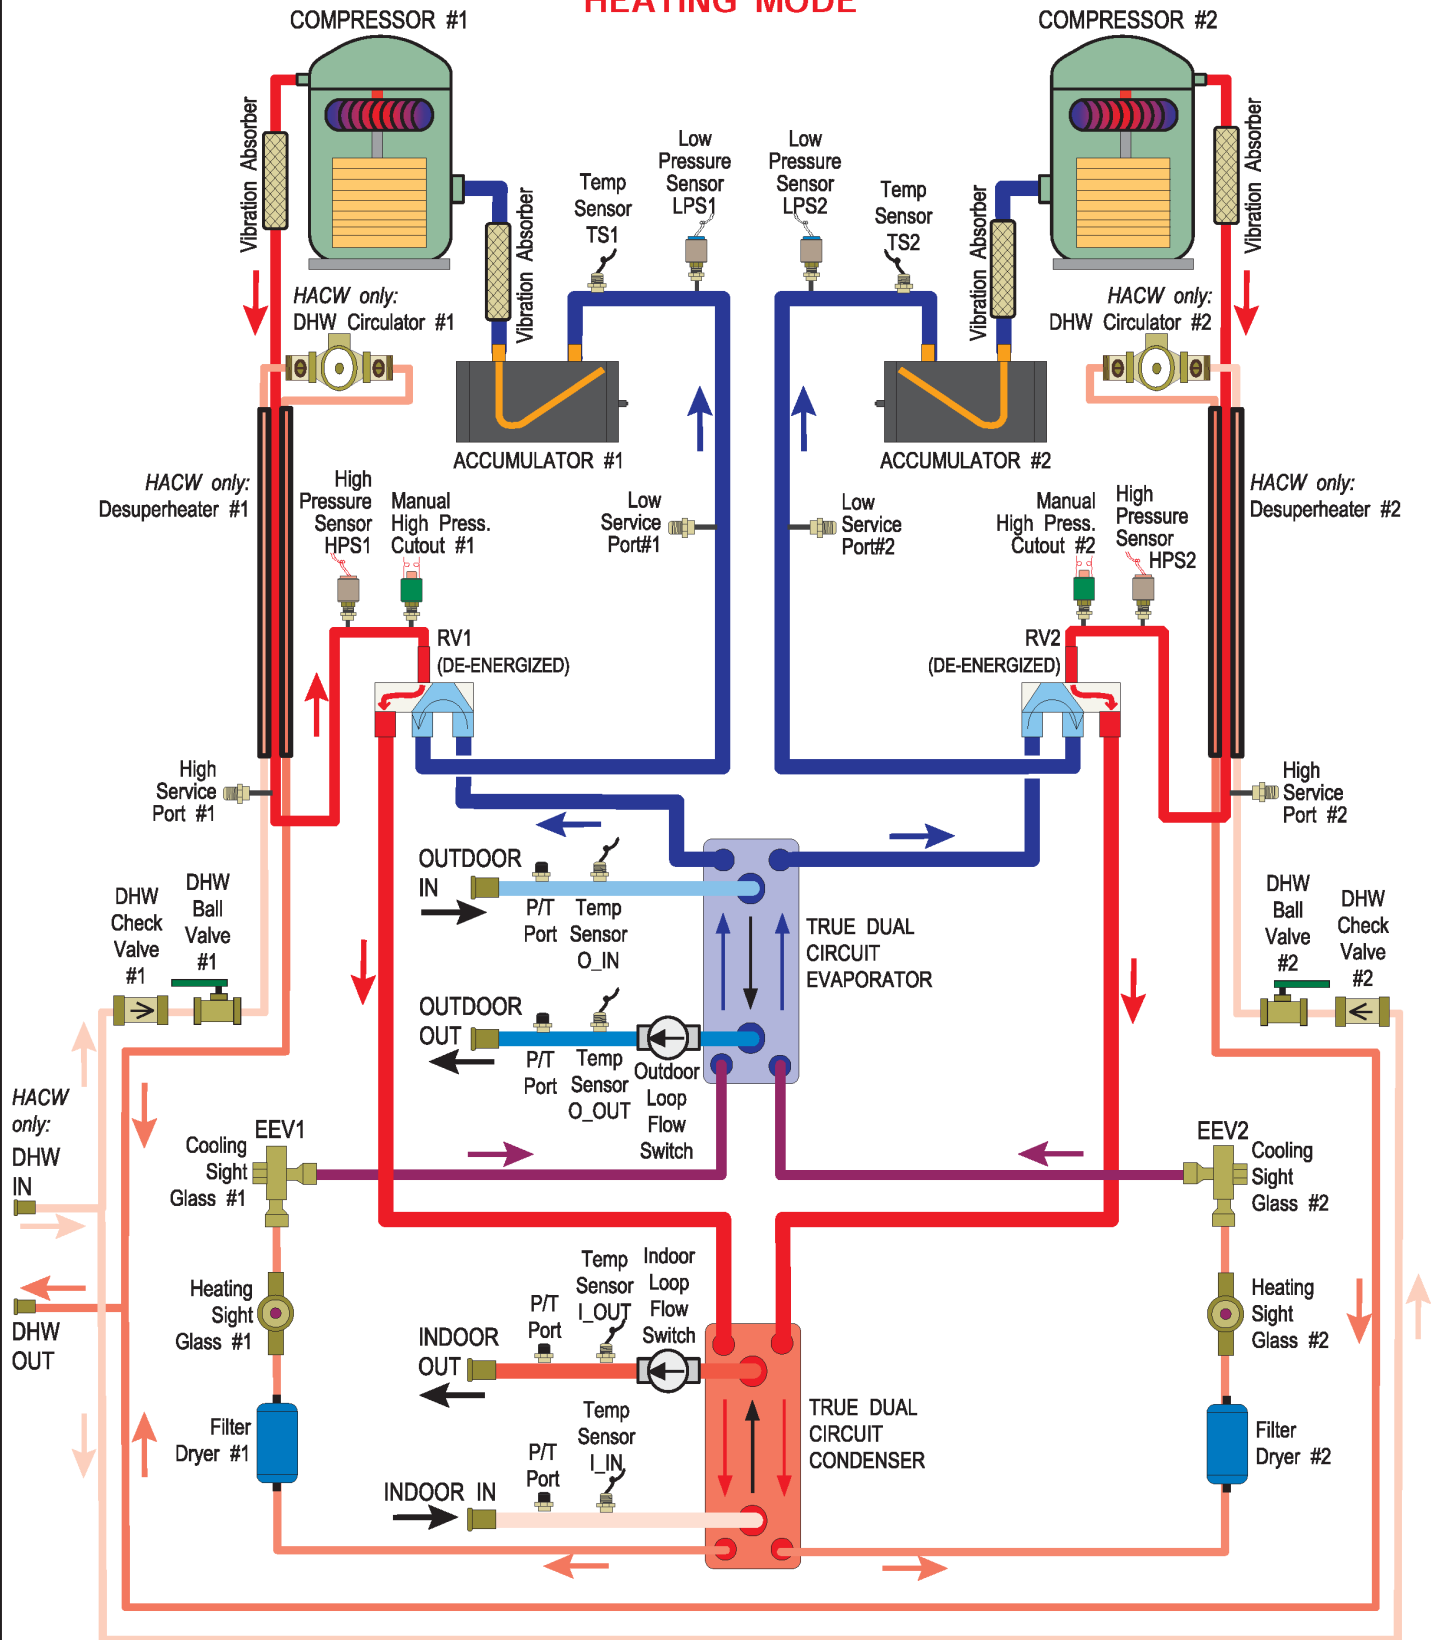 HEATING MODE
COMPRESSOR #1
COMPRESSOR #2
Vibration Absorber
Vibration Absorber
Temp
Sensor
TS1
Low
Pressure
Sensor
LPS1
Low
Pressure
Sensor
LPS2
Temp
Sensor
TS2
Vibration Absorber
Vibration Absorber
HACW only:
DHW Circulator #1
HACW only:
DHW Circulator #2
ACCUMULATOR #1
ACCUMULATOR #2
HACW only:
Desuperheater #1
High
Pressure
Sensor
HPS1
Manual
High Press.
Cutout #1
Low
Service
Port#1
Low
Service
Port#2
Manual
High Press.
Cutout #2
High
Pressure
Sensor
HPS2
HACW only:
Desuperheater #2
RV1
(DE-ENERGIZED)
RV2
(DE-ENERGIZED)
High
Service
Port #1
High
Service
Port #2
OUTDOOR
IN
P/T
Port
Temp
Sensor
O_IN
TRUE DUAL
CIRCUIT
EVAPORATOR
DHW
Check
Valve
#1
DHW
Ball
Valve
#1
DHW
Ball
Valve
#2
DHW
Check
Valve
#2
OUTDOOR
OUT
P/T
Port
Temp
Sensor
O_OUT
Outdoor
Loop
Flow
Switch
HACW
only:
DHW
IN
DHW
OUT
EEV1
Cooling
Sight
Glass #1
EEV2
Cooling
Sight
Glass #2
Heating
Sight
Glass #1
Heating
Sight
Glass #2
INDOOR
OUT
P/T
Port
Temp
Sensor
I_OUT
Indoor
Loop
Flow
Switch
TRUE DUAL
CIRCUIT
CONDENSER
Filter
Dryer #1
Filter
Dryer #2
INDOOR IN
P/T
Port
Temp
Sensor
I_IN